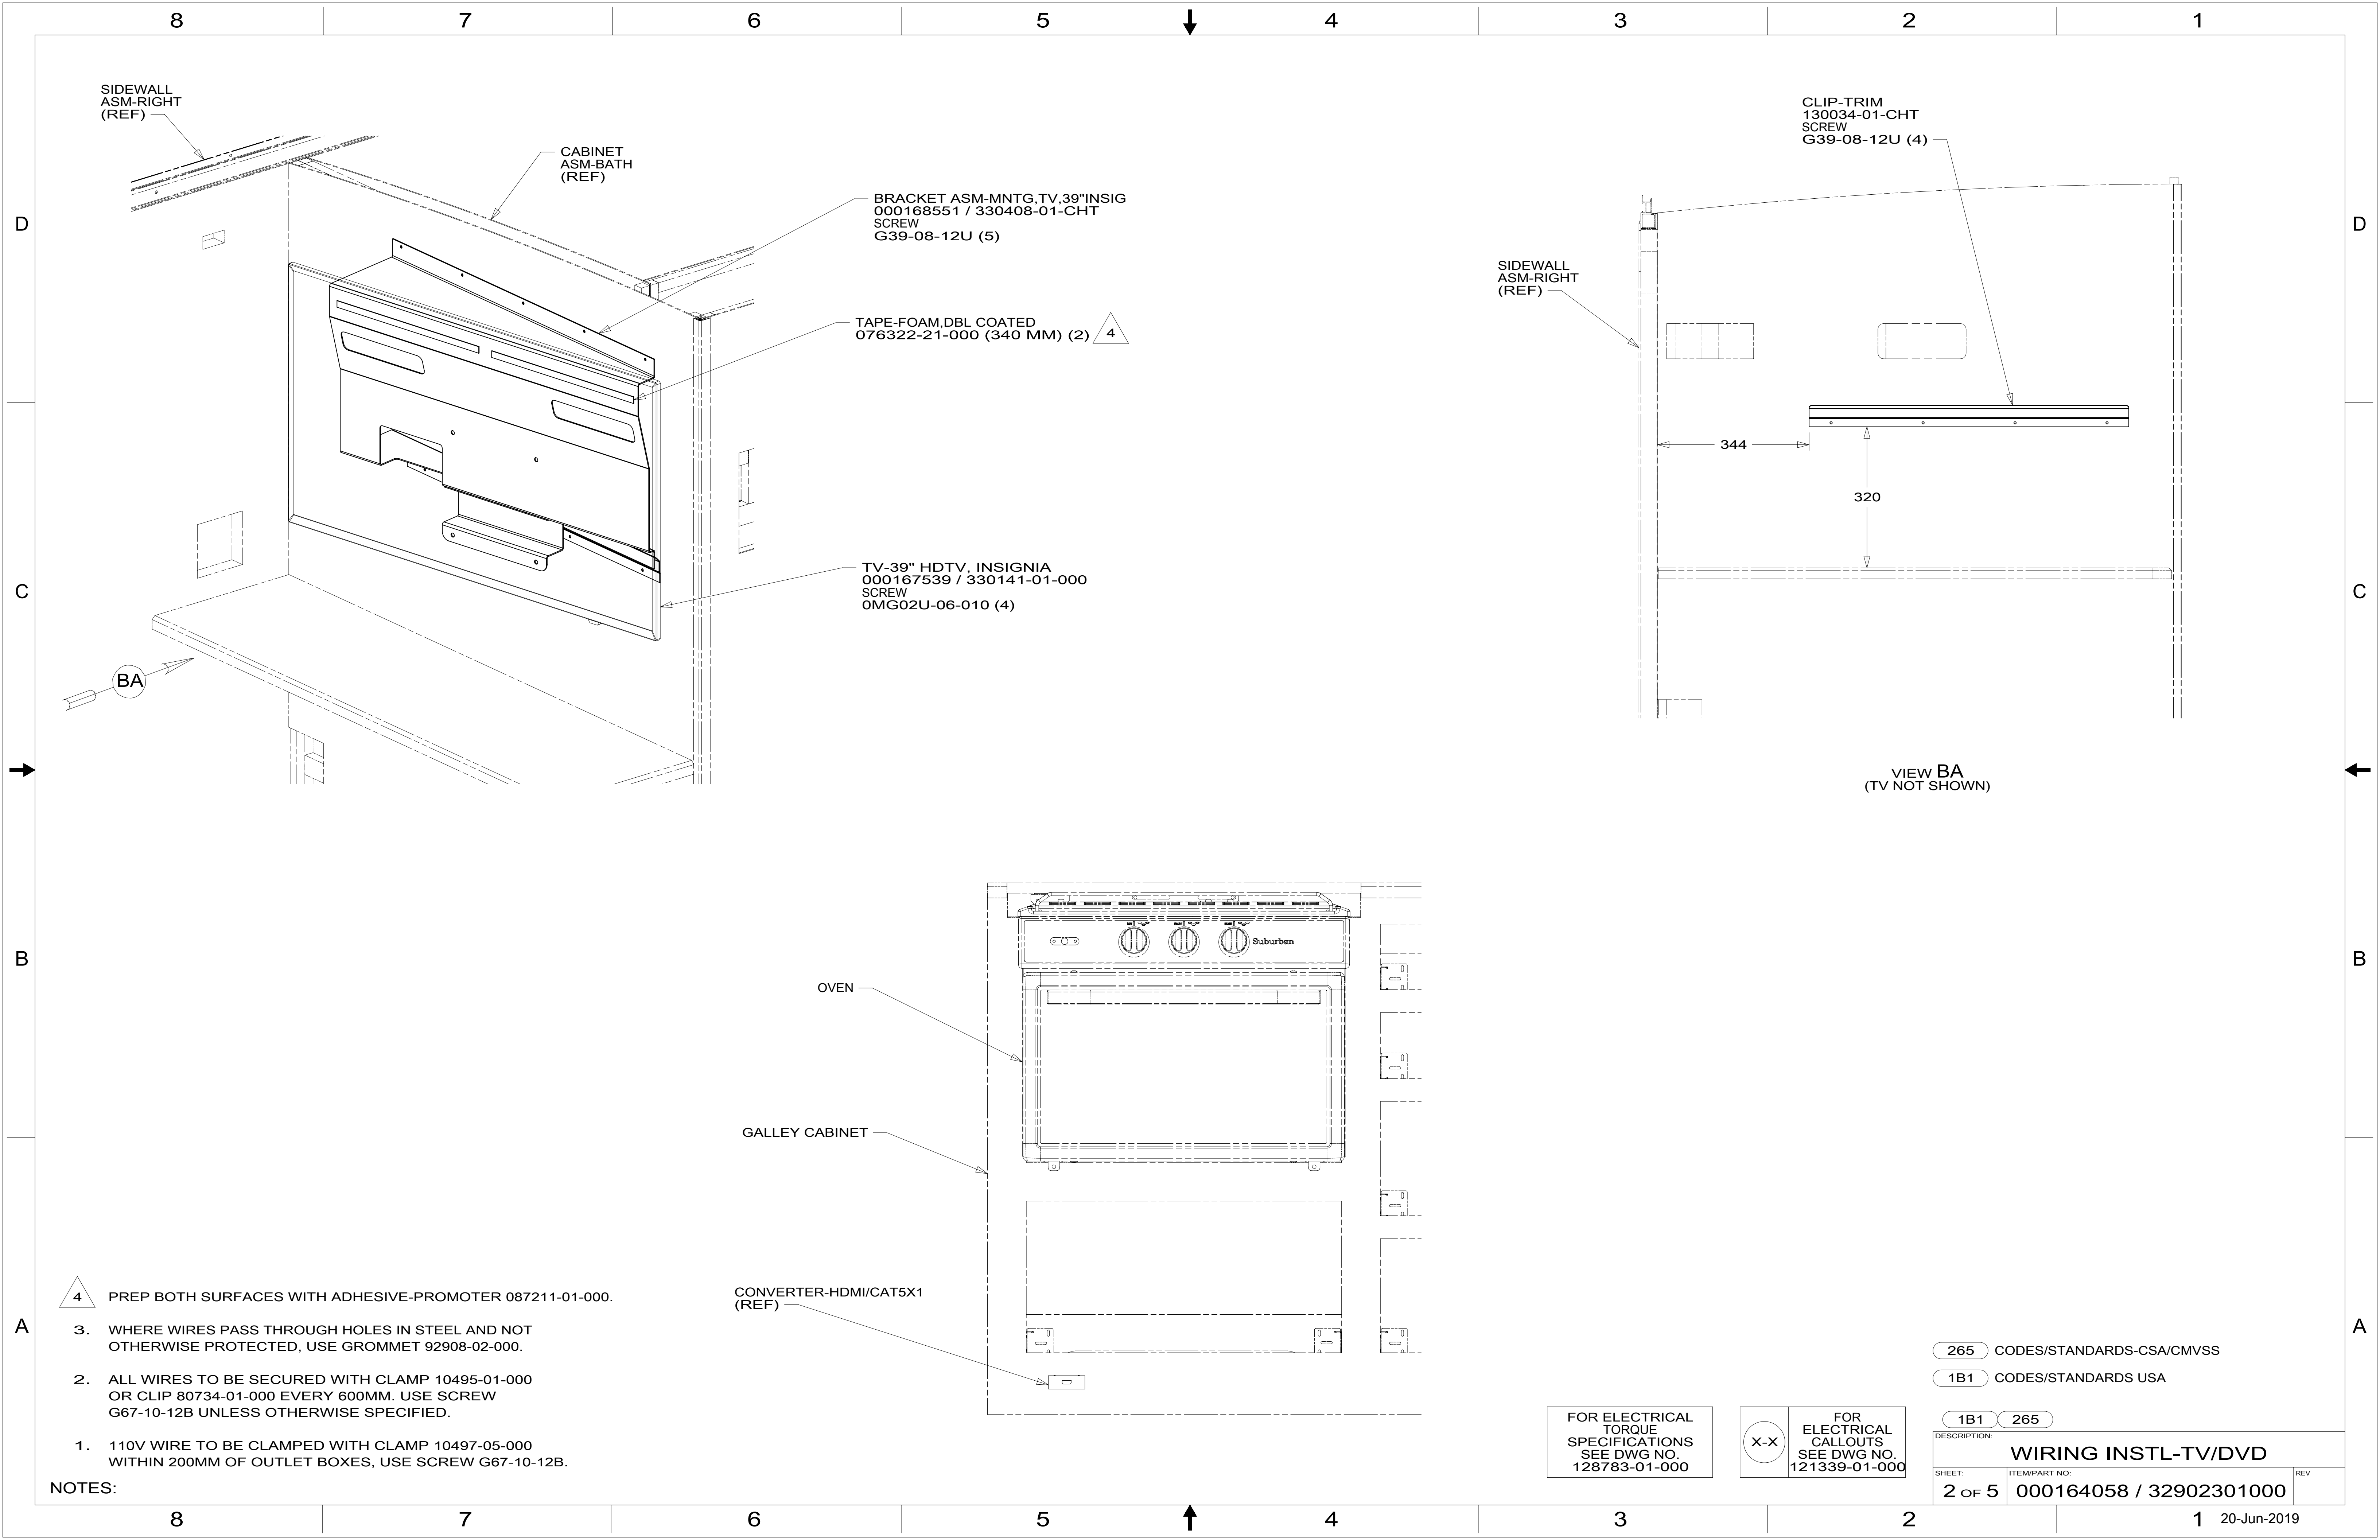 8 7 6 5 4 3 2 1
SIDEWALL
ASM-RIGHT
(REF)
CABINET
ASM-BATH
(REF)
BRACKET ASM-MNTG,TV,39"INSIG
000168551 / 330408-01-CHT
SCREW
G39-08-12U (5)
TAPE-FOAM,DBL COATED
076322-21-000 (340 MM) (2)
4
TV-39" HDTV, INSIGNIA
000167539 / 330141-01-000
SCREW
0MG02U-06-010 (4)
BA
CLIP-TRIM
130034-01-CHT
SCREW
G39-08-12U (4)
SIDEWALL
ASM-RIGHT
(REF)
344
320
VIEW BA
(TV NOT SHOWN)
D
D
C
C
B
B
A
A
Suburban
OVEN
GALLEY CABINET
CONVERTER-HDMI/CAT5X1
(REF)
4 PREP BOTH SURFACES WITH ADHESIVE-PROMOTER 087211-01-000.
3. WHERE WIRES PASS THROUGH HOLES IN STEEL AND NOT
OTHERWISE PROTECTED, USE GROMMET 92908-02-000.
2. ALL WIRES TO BE SECURED WITH CLAMP 10495-01-000
OR CLIP 80734-01-000 EVERY 600MM. USE SCREW
G67-10-12B UNLESS OTHERWISE SPECIFIED.
1. 110V WIRE TO BE CLAMPED WITH CLAMP 10497-05-000
WITHIN 200MM OF OUTLET BOXES, USE SCREW G67-10-12B.
NOTES:
FOR ELECTRICAL
TORQUE
SPECIFICATIONS
SEE DWG NO.
128783-01-000
X-X
FOR
ELECTRICAL
CALLOUTS
SEE DWG NO.
121339-01-000
265 CODES/STANDARDS-CSA/CMVSS
1B1 CODES/STANDARDS USA
1B1 265
DESCRIPTION:
WIRING INSTL-TV/DVD
SHEET:
2 OF 5
ITEM/PART NO:
000164058 / 32902301000
REV
8 7 6 5 4 3 2 1
20-Jun-2019